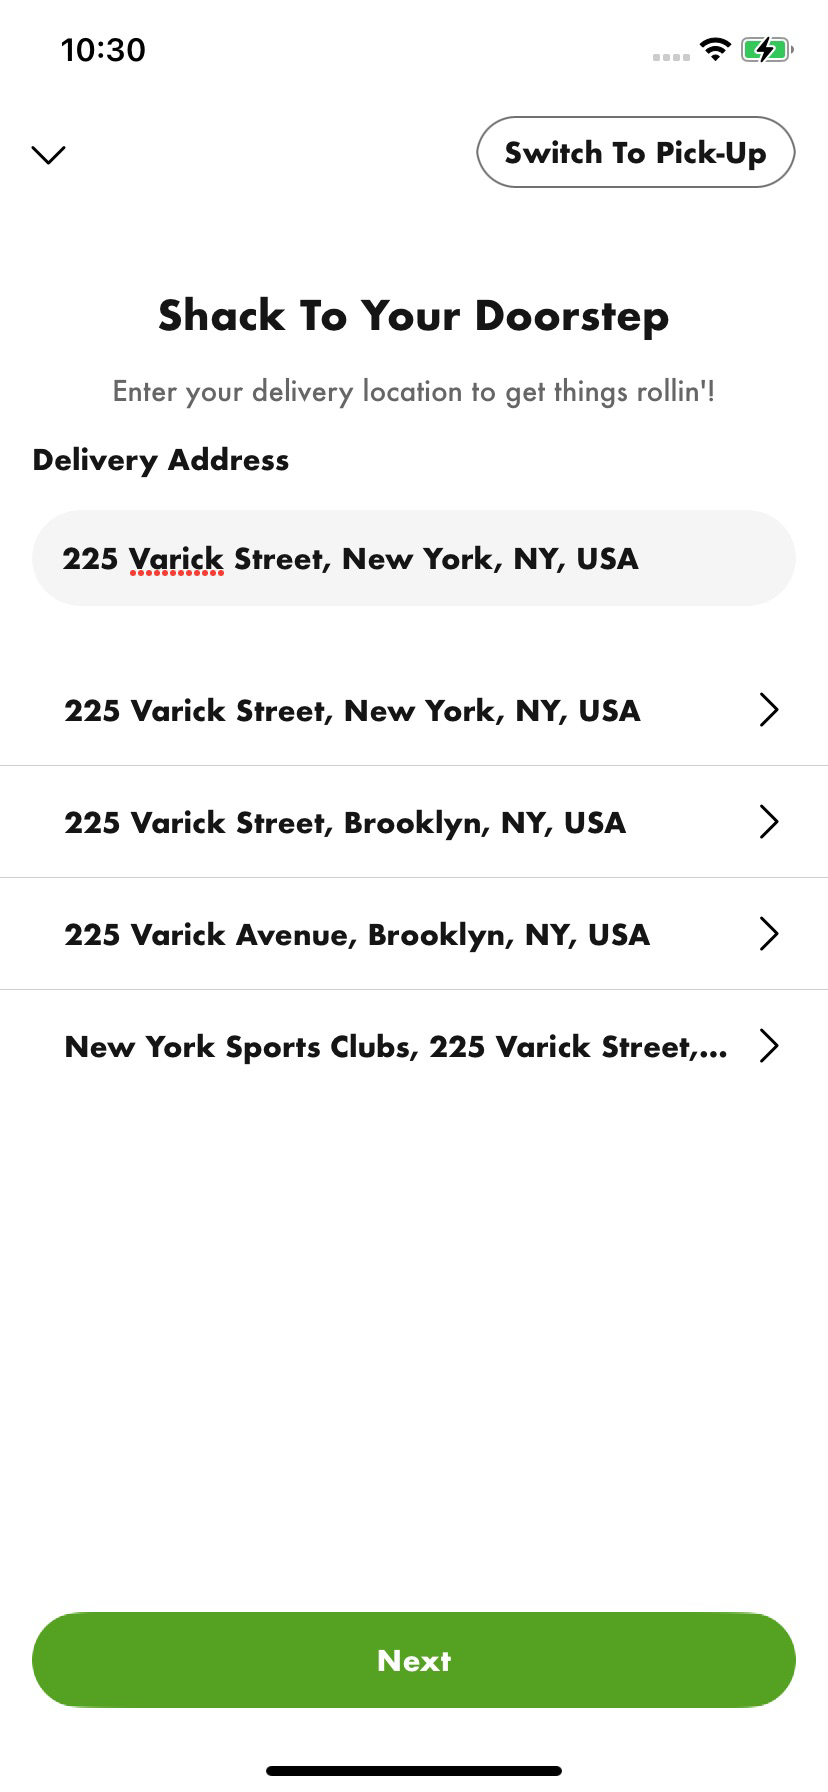 10:30
Switch To Pick-Up
Shack To Your Doorstep
Enter your delivery location to get things rollin'!
Delivery Address
225 Varick Street, New York, NY, USA
225 Varick Street, New York, NY, USA
225 Varick Street, Brooklyn, NY, USA
225 Varick Avenue, Brooklyn, NY, USA
New York Sports Clubs, 225 Varick Street,...
Next